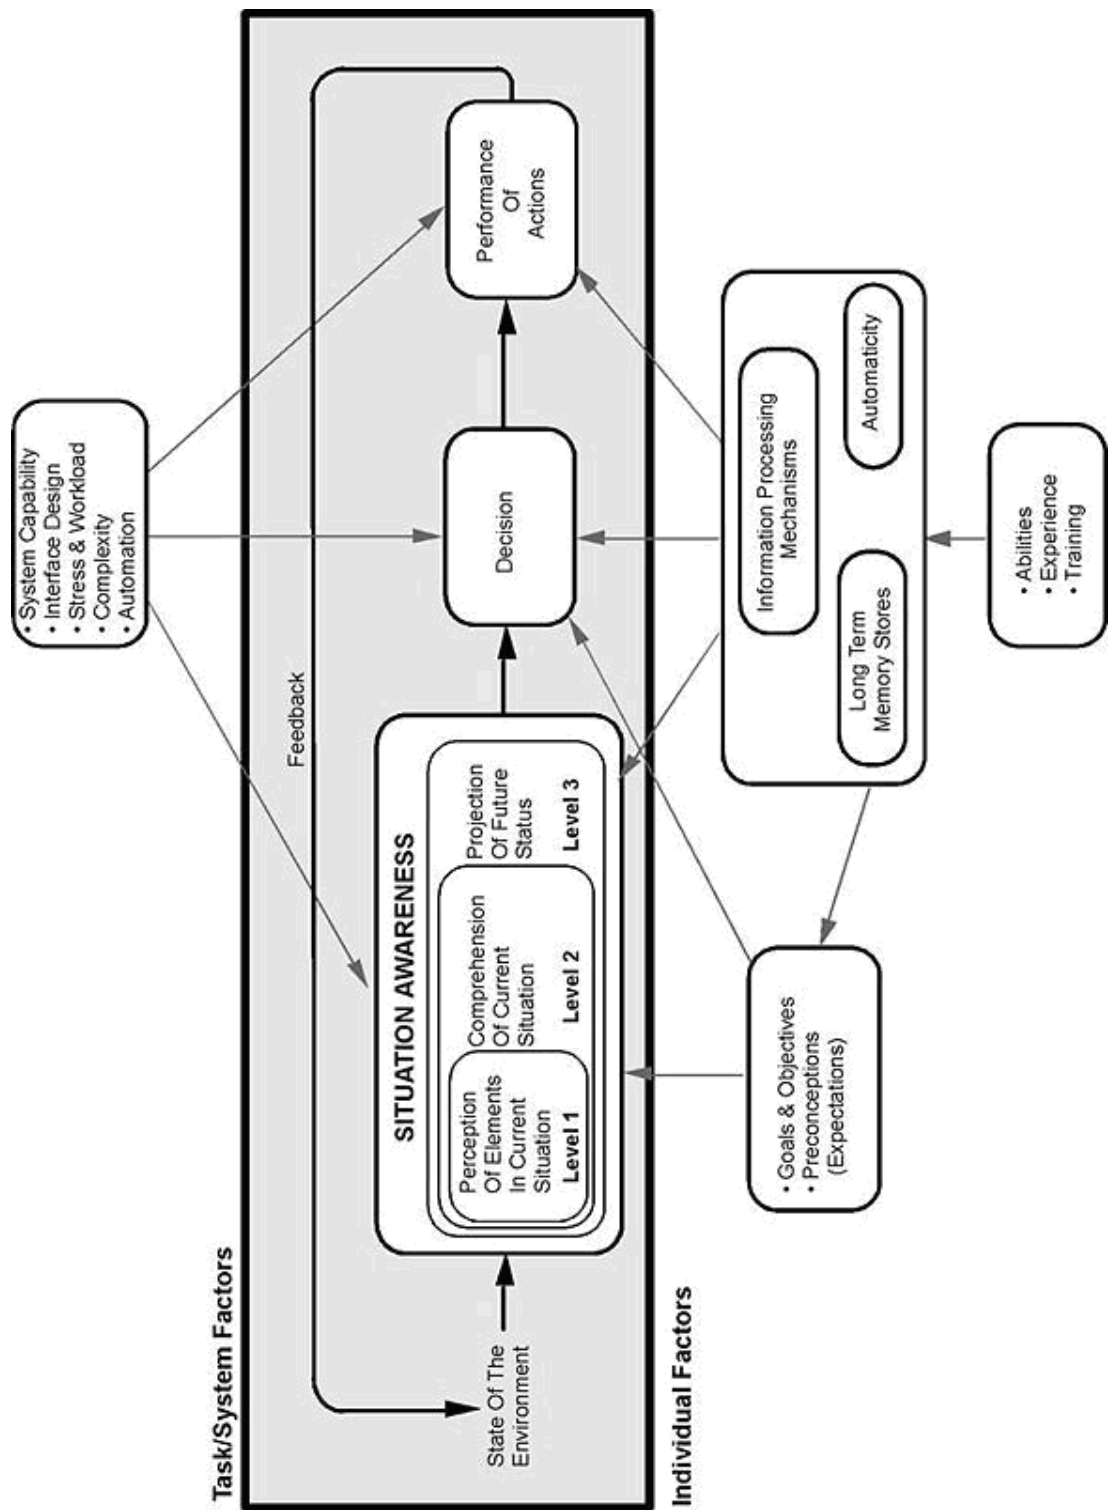 • System Capability
• Interface Design
• Stress & Workload
• Complexity
• Automation
Task/System Factors
Feedback
SITUATION AWARENESS
Perception
Of Elements
In Current
Situation
Level 1
Comprehension
Of Current
Situation
Level 2
Projection
Of Future
Status
Level 3
State Of The
Environment
Decision
Performance
Of
Actions
Individual Factors
• Goals & Objectives
• Preconceptions
(Expectations)
Information Processing
Mechanisms
Long Term
Memory Stores
Automaticity
• Abilities
• Experience
• Training